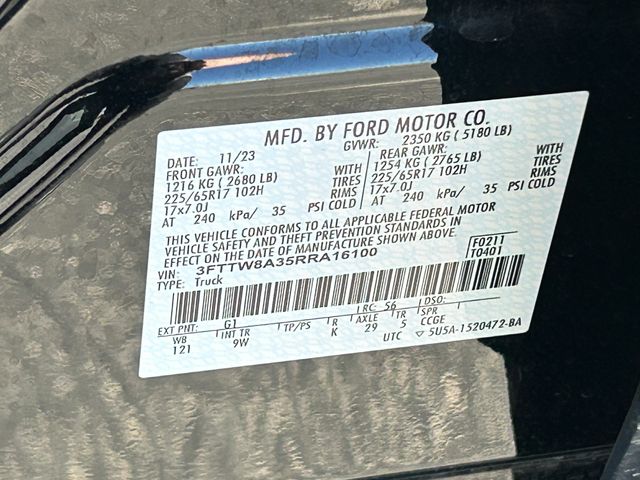 MFD. BY FORD MOTOR CO.
DATE: 11/23 GVWR: 2350 KG ( 5180 LB)
FRONT GAWR: WITH REAR GAWR: WITH
1216 KG ( 2680 LB) TIRES 1254 KG ( 2765 LB) TIRES
225/65R17 102H RIMS 225/65R17 102H RIMS
17x7.0J PSI COLD 17x7.0J PSI COLD
AT 240 kPa/ 35 AT 240 kPa/ 35
THIS VEHICLE CONFORMS TO ALL APPLICABLE FEDERAL MOTOR
VEHICLE SAFETY AND THEFT PREVENTION STANDARDS IN
EFFECT ON THE DATE OF MANUFACTURE SHOWN ABOVE.
VIN: 3FTTW8A35RRA16100 F0211
TYPE: Truck T0401
EXT PNT: G1 RC: 56 DSO:
WB INT TR TP/PS R AXLE TR SPR
121 9W K 29 5 CCGE
UTC ▽ 5U5A-1520472-BA